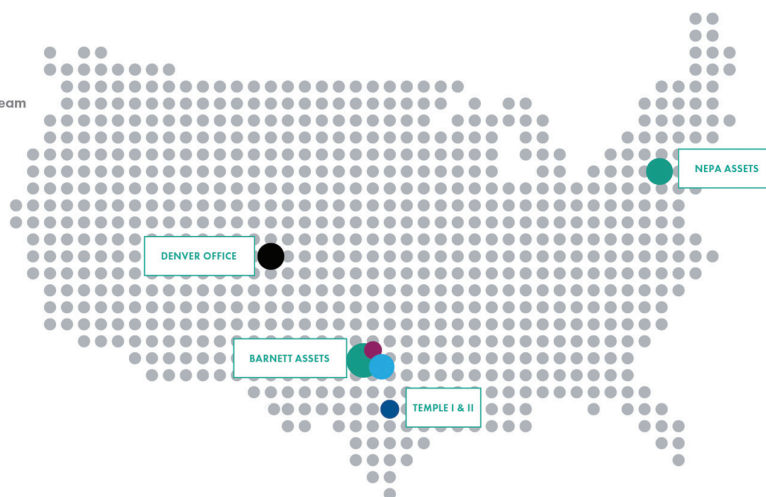 eam
NEPA ASSETS
DENVER OFFICE
BARNETT ASSETS
TEMPLE I & II